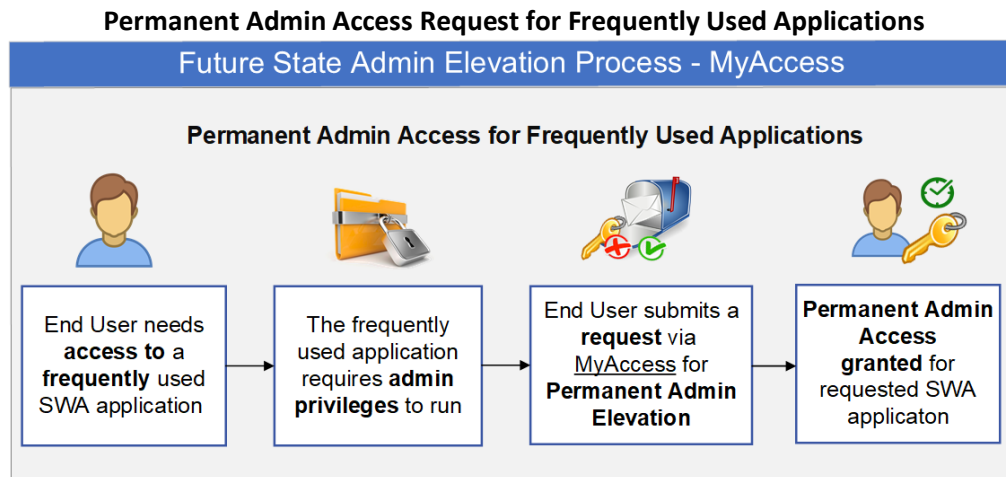 Permanent Admin Access Request for Frequently Used Applications
Future State Admin Elevation Process - MyAccess
Permanent Admin Access for Frequently Used Applications
End User needs
access to a
frequently used
SWA application
The frequently
used application
requires admin
privileges to run
End User submits a
request via
MyAccess for
Permanent Admin
Elevation
Permanent Admin
Access
granted for
requested SWA
applicaton